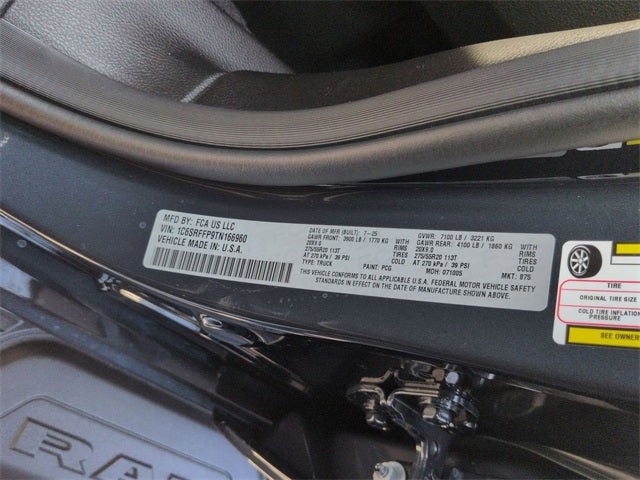 MFD BY: FCA US LLC
VIN: 1C6SRFFP9TN166960
VEHICLE MADE IN U.S.A.
DATE OF MFR (BUILT): 7-25 GVWR: 7100 LB / 3221 KG
GAWR FRONT: 3900 LB / 1770 KG WITH GAWR REAR: 4100 LB / 1860 KG WITH
20X9.0 RIMS 20X9.0 RIMS
275/55R20 113T TIRES 275/55R20 113T TIRES
AT 270 kPa / 39 PSI COLD AT 270 kPa / 39 PSI COLD
TYPE: TRUCK PAINT: PCG MOH: 071005 MKT: 875
THIS VEHICLE CONFORMS TO ALL APPLICABLE U.S.A. FEDERAL MOTOR VEHICLE SAFETY
STANDARDS IN EFFECT ON THE DATE OF MANUFACTURE SHOWN ABOVE.
TIRE
ORIGINAL TIRE SIZE
COLD TIRE INFLATION
PRESSURE
SEE OWNER
RA